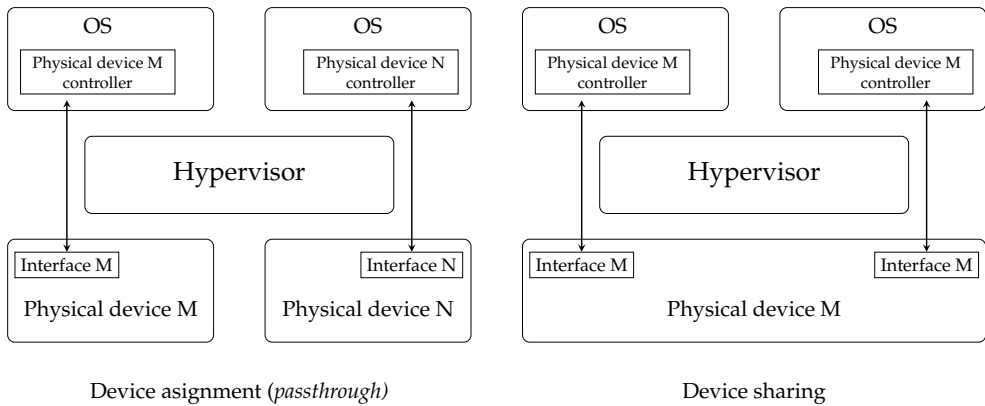 OS
Physical device M
controller
OS
Physical device N
controller
Hypervisor
Interface M
Physical device M
Interface N
Physical device N
Device asignment (passthrough)
OS
Physical device M
controller
OS
Physical device M
controller
Hypervisor
Interface M
Interface M
Physical device M
Device sharing